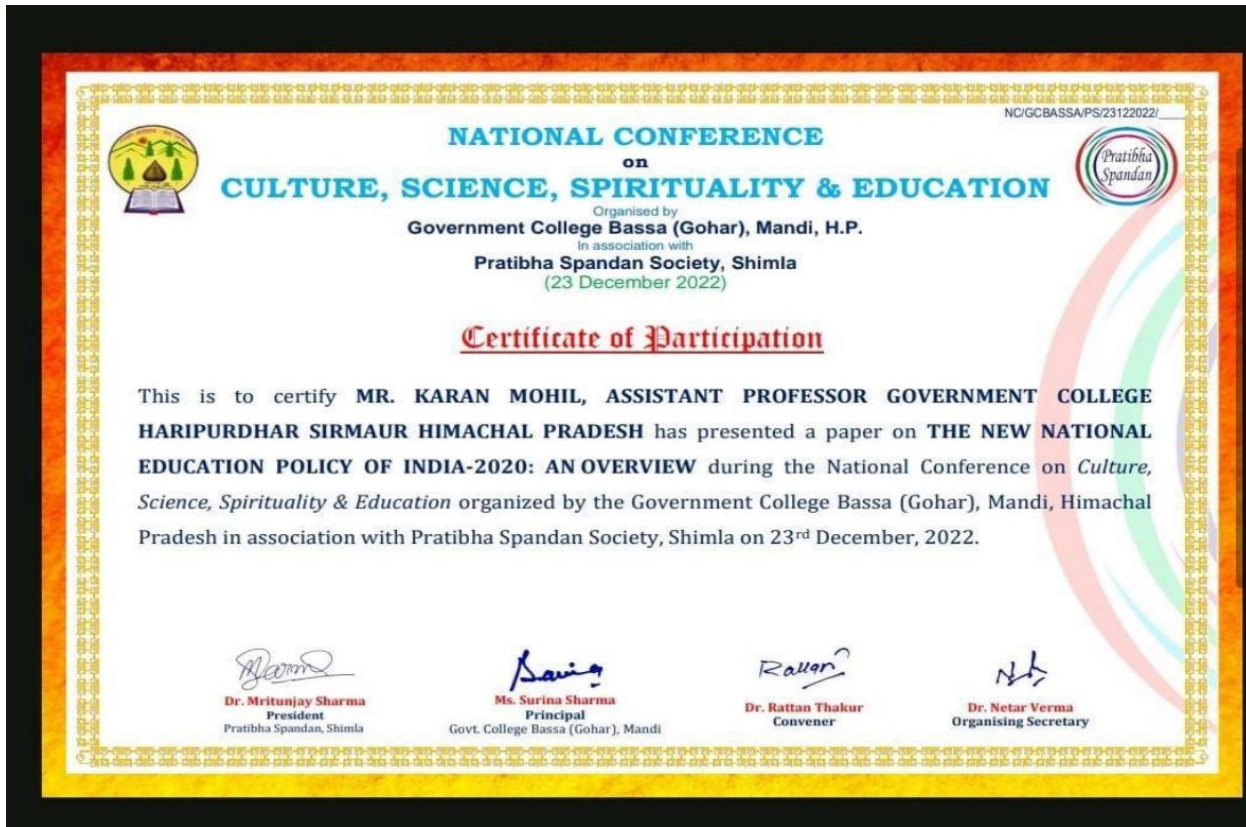 NC/GCBASSA/PS/23122022/____
NATIONAL CONFERENCE
on
CULTURE, SCIENCE, SPIRITUALITY & EDUCATION
Pratibha
Spandan
Organised by
Government College Bassa (Gohar), Mandi, H.P.
In association with
Pratibha Spandan Society, Shimla
(23 December 2022)
Certificate of Participation
This is to certify MR. KARAN MOHIL, ASSISTANT PROFESSOR GOVERNMENT COLLEGE
HARIPURDHAR SIRMAUR HIMACHAL PRADESH has presented a paper on THE NEW NATIONAL
EDUCATION POLICY OF INDIA-2020: AN OVERVIEW during the National Conference on Culture,
Science, Spirituality & Education organized by the Government College Bassa (Gohar), Mandi, Himachal
Pradesh in association with Pratibha Spandan Society, Shimla on 23rd December, 2022.
Dr. Mritunjay Sharma
President
Pratibha Spandan, Shimla
Ms. Surina Sharma
Principal
Govt. College Bassa (Gohar), Mandi
Dr. Rattan Thakur
Convener
Dr. Netar Verma
Organising Secretary